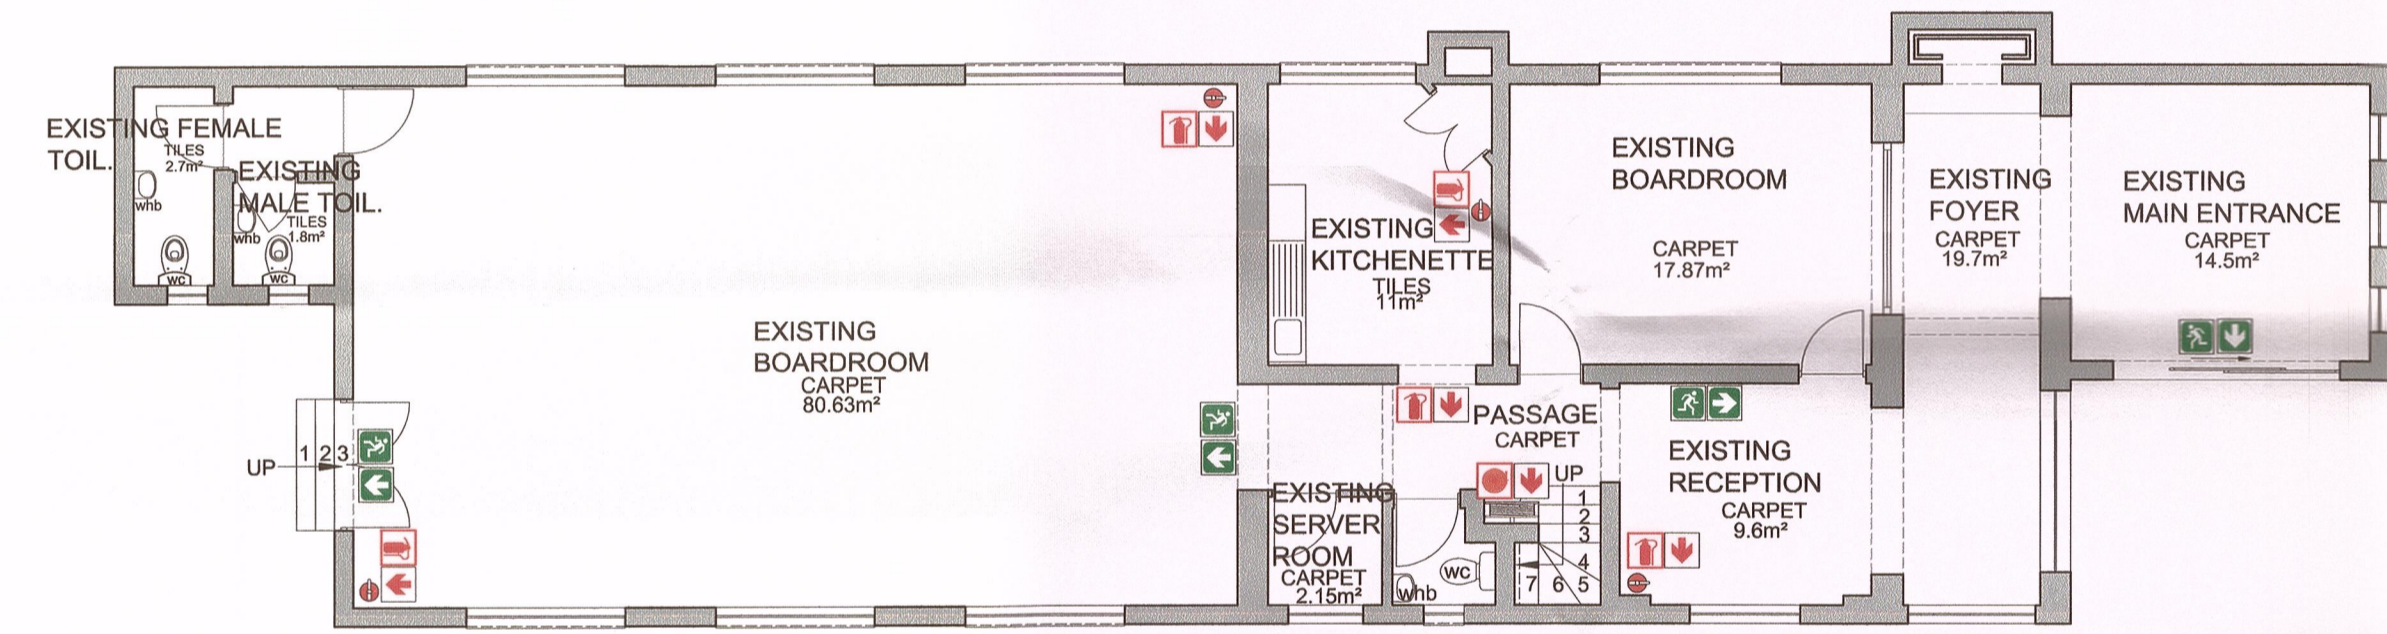 EXISTING FEMALE
TOIL.
TILES
2.7m²
whb
wc
EXISTING
MALE TOIL.
TILES
1.8m²
whb
wc
EXISTING
BOARDROOM
CARPET
80.63m²
UP
1 2 3
EXISTING
KITCHENETTE
TILES
11m²
EXISTING
BOARDROOM
CARPET
17.87m²
EXISTING
FOYER
CARPET
19.7m²
EXISTING
MAIN ENTRANCE
CARPET
14.5m²
PASSAGE
CARPET
UP
1
2
3
4
5
6
7
EXISTING
SERVER
ROOM
CARPET
2.15m²
wc
whb
EXISTING
RECEPTION
CARPET
9.6m²